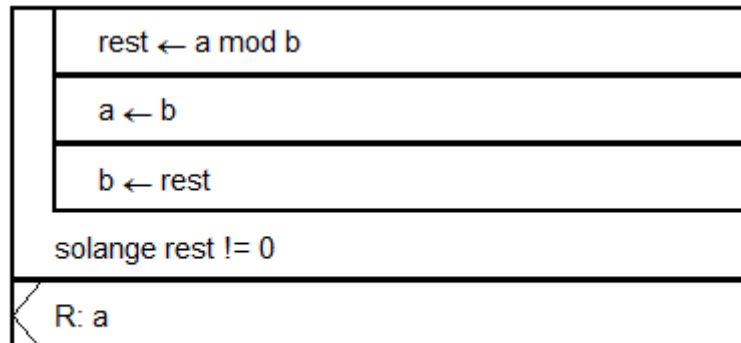 rest ← a mod b
a ← b
b ← rest
solange rest != 0
R: a